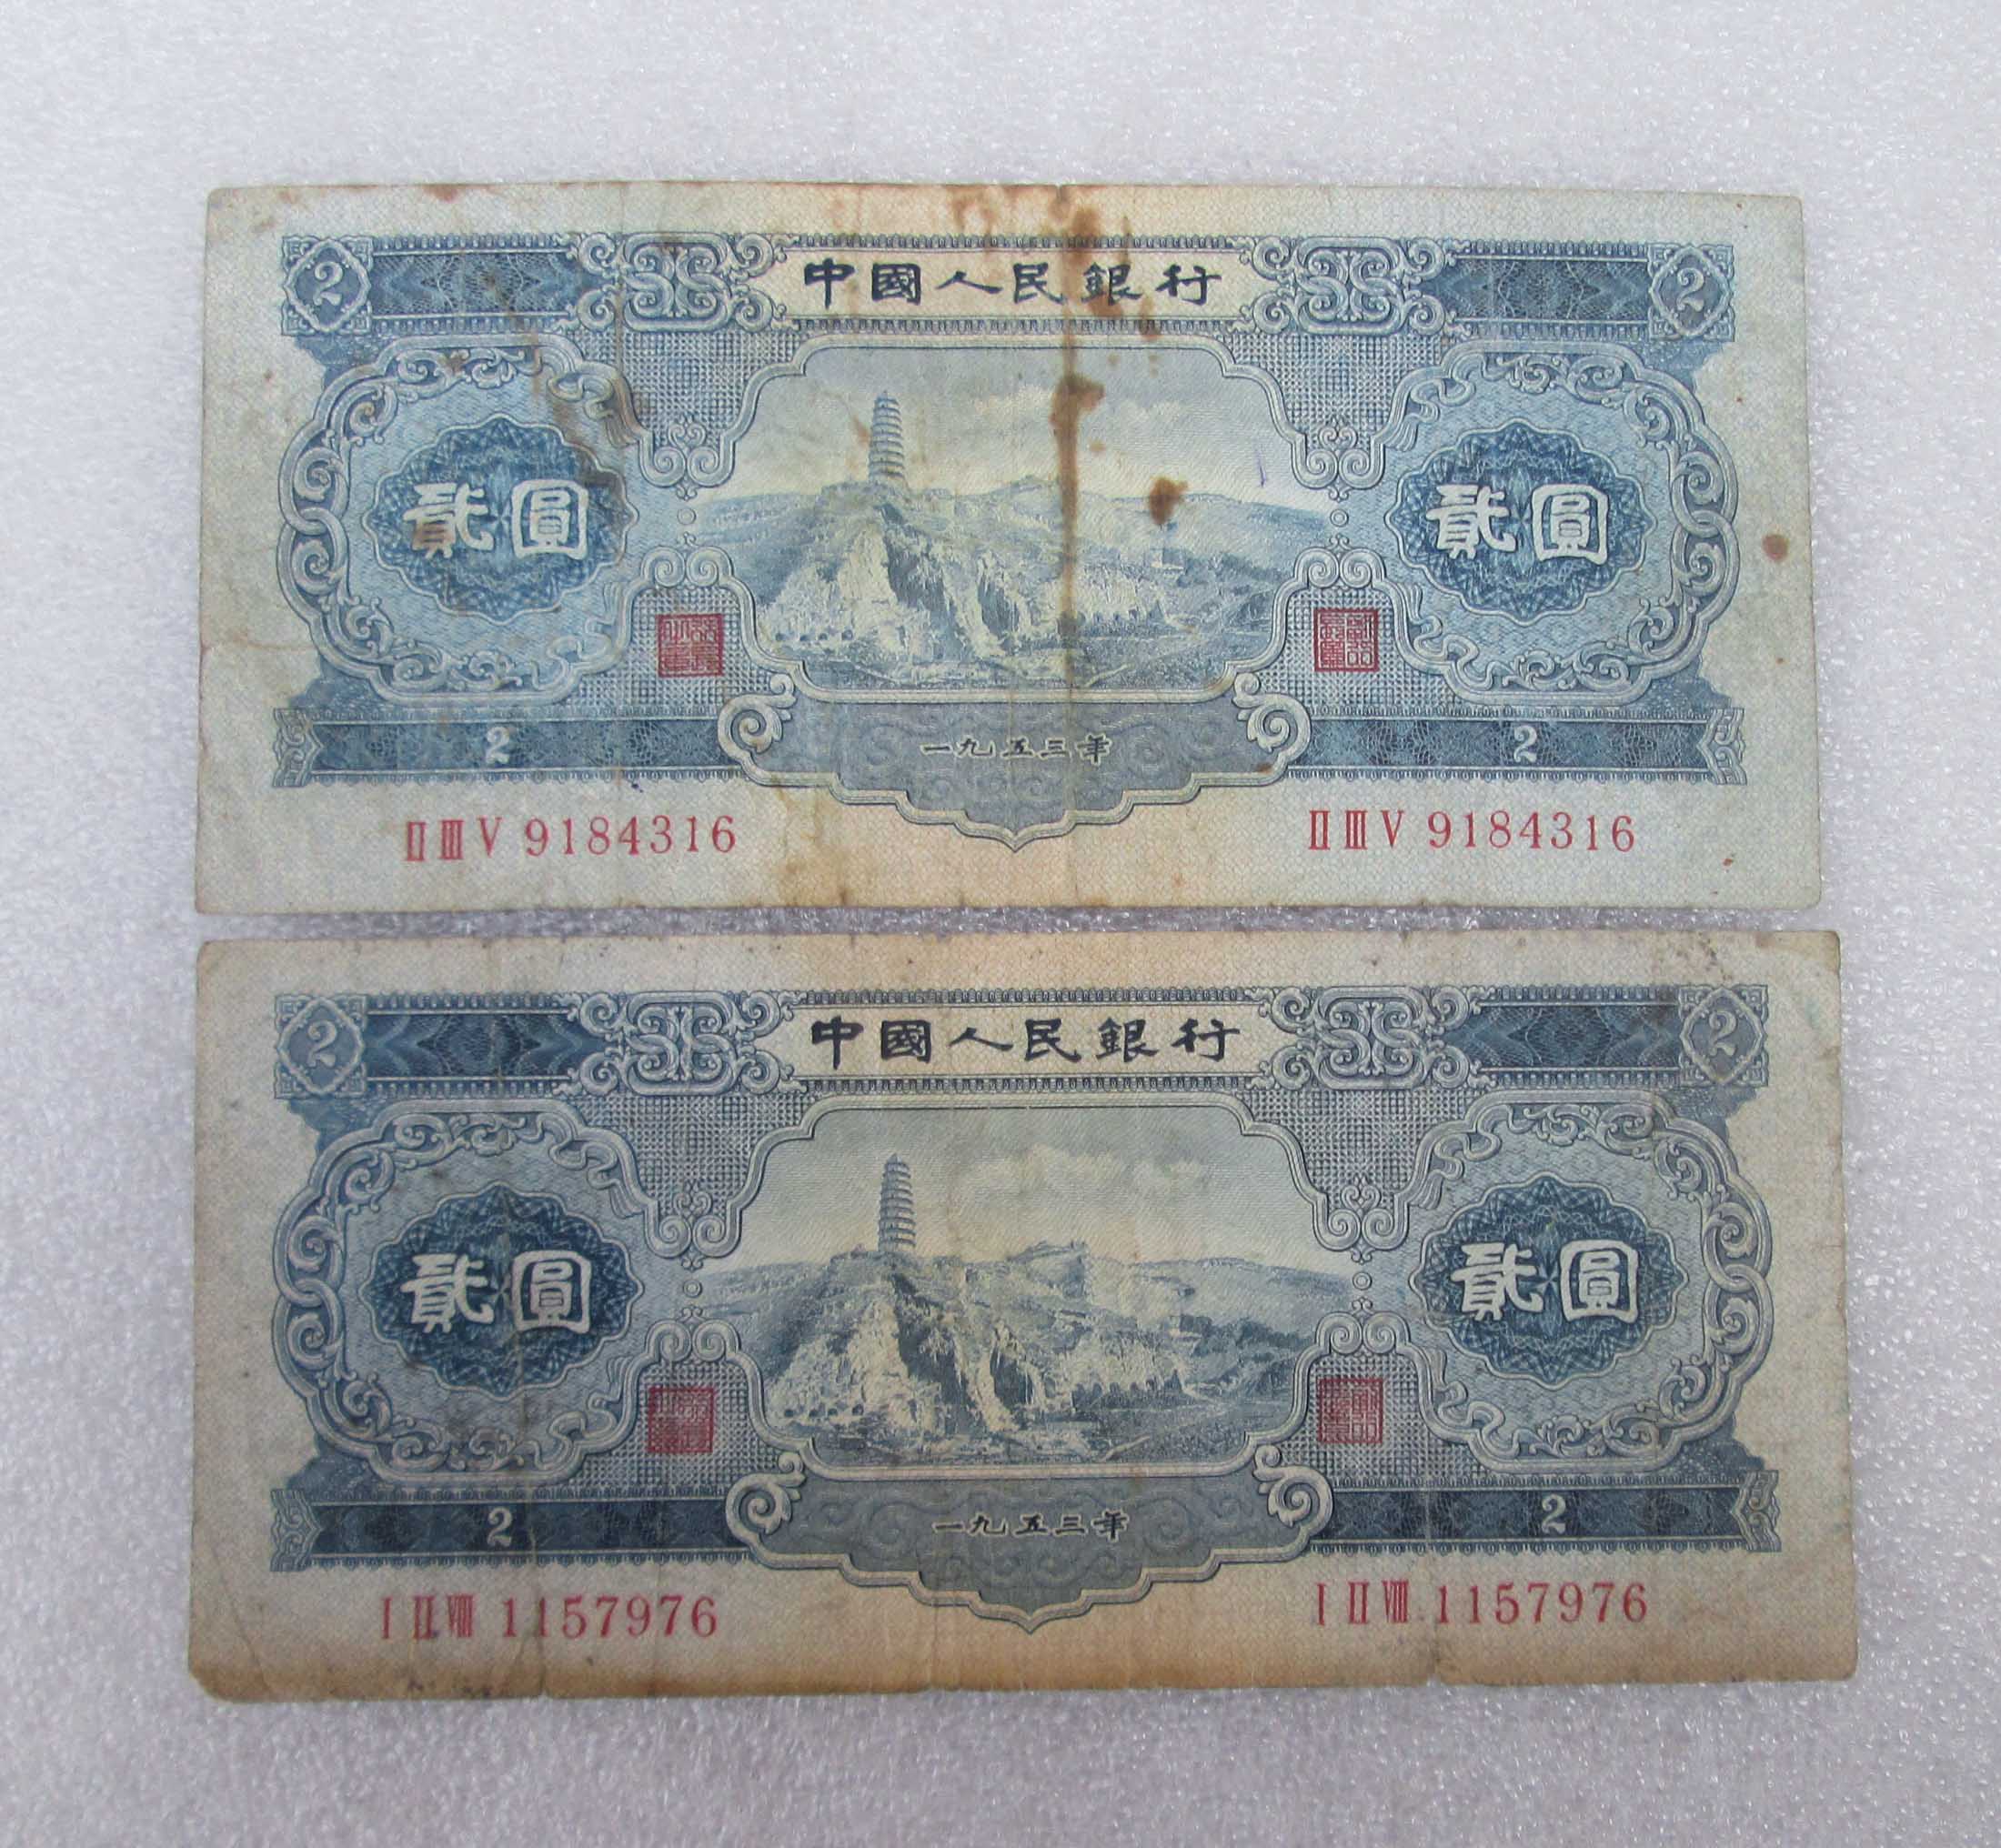 2 中國人民銀行 2
貳圓 貳圓
2 一九五三年 2
II III V 9184316 II III V 9184316
2 中國人民銀行 2
貳圓 貳圓
2 一九五三年 2
I II VIII 1157976 I II VIII 1157976